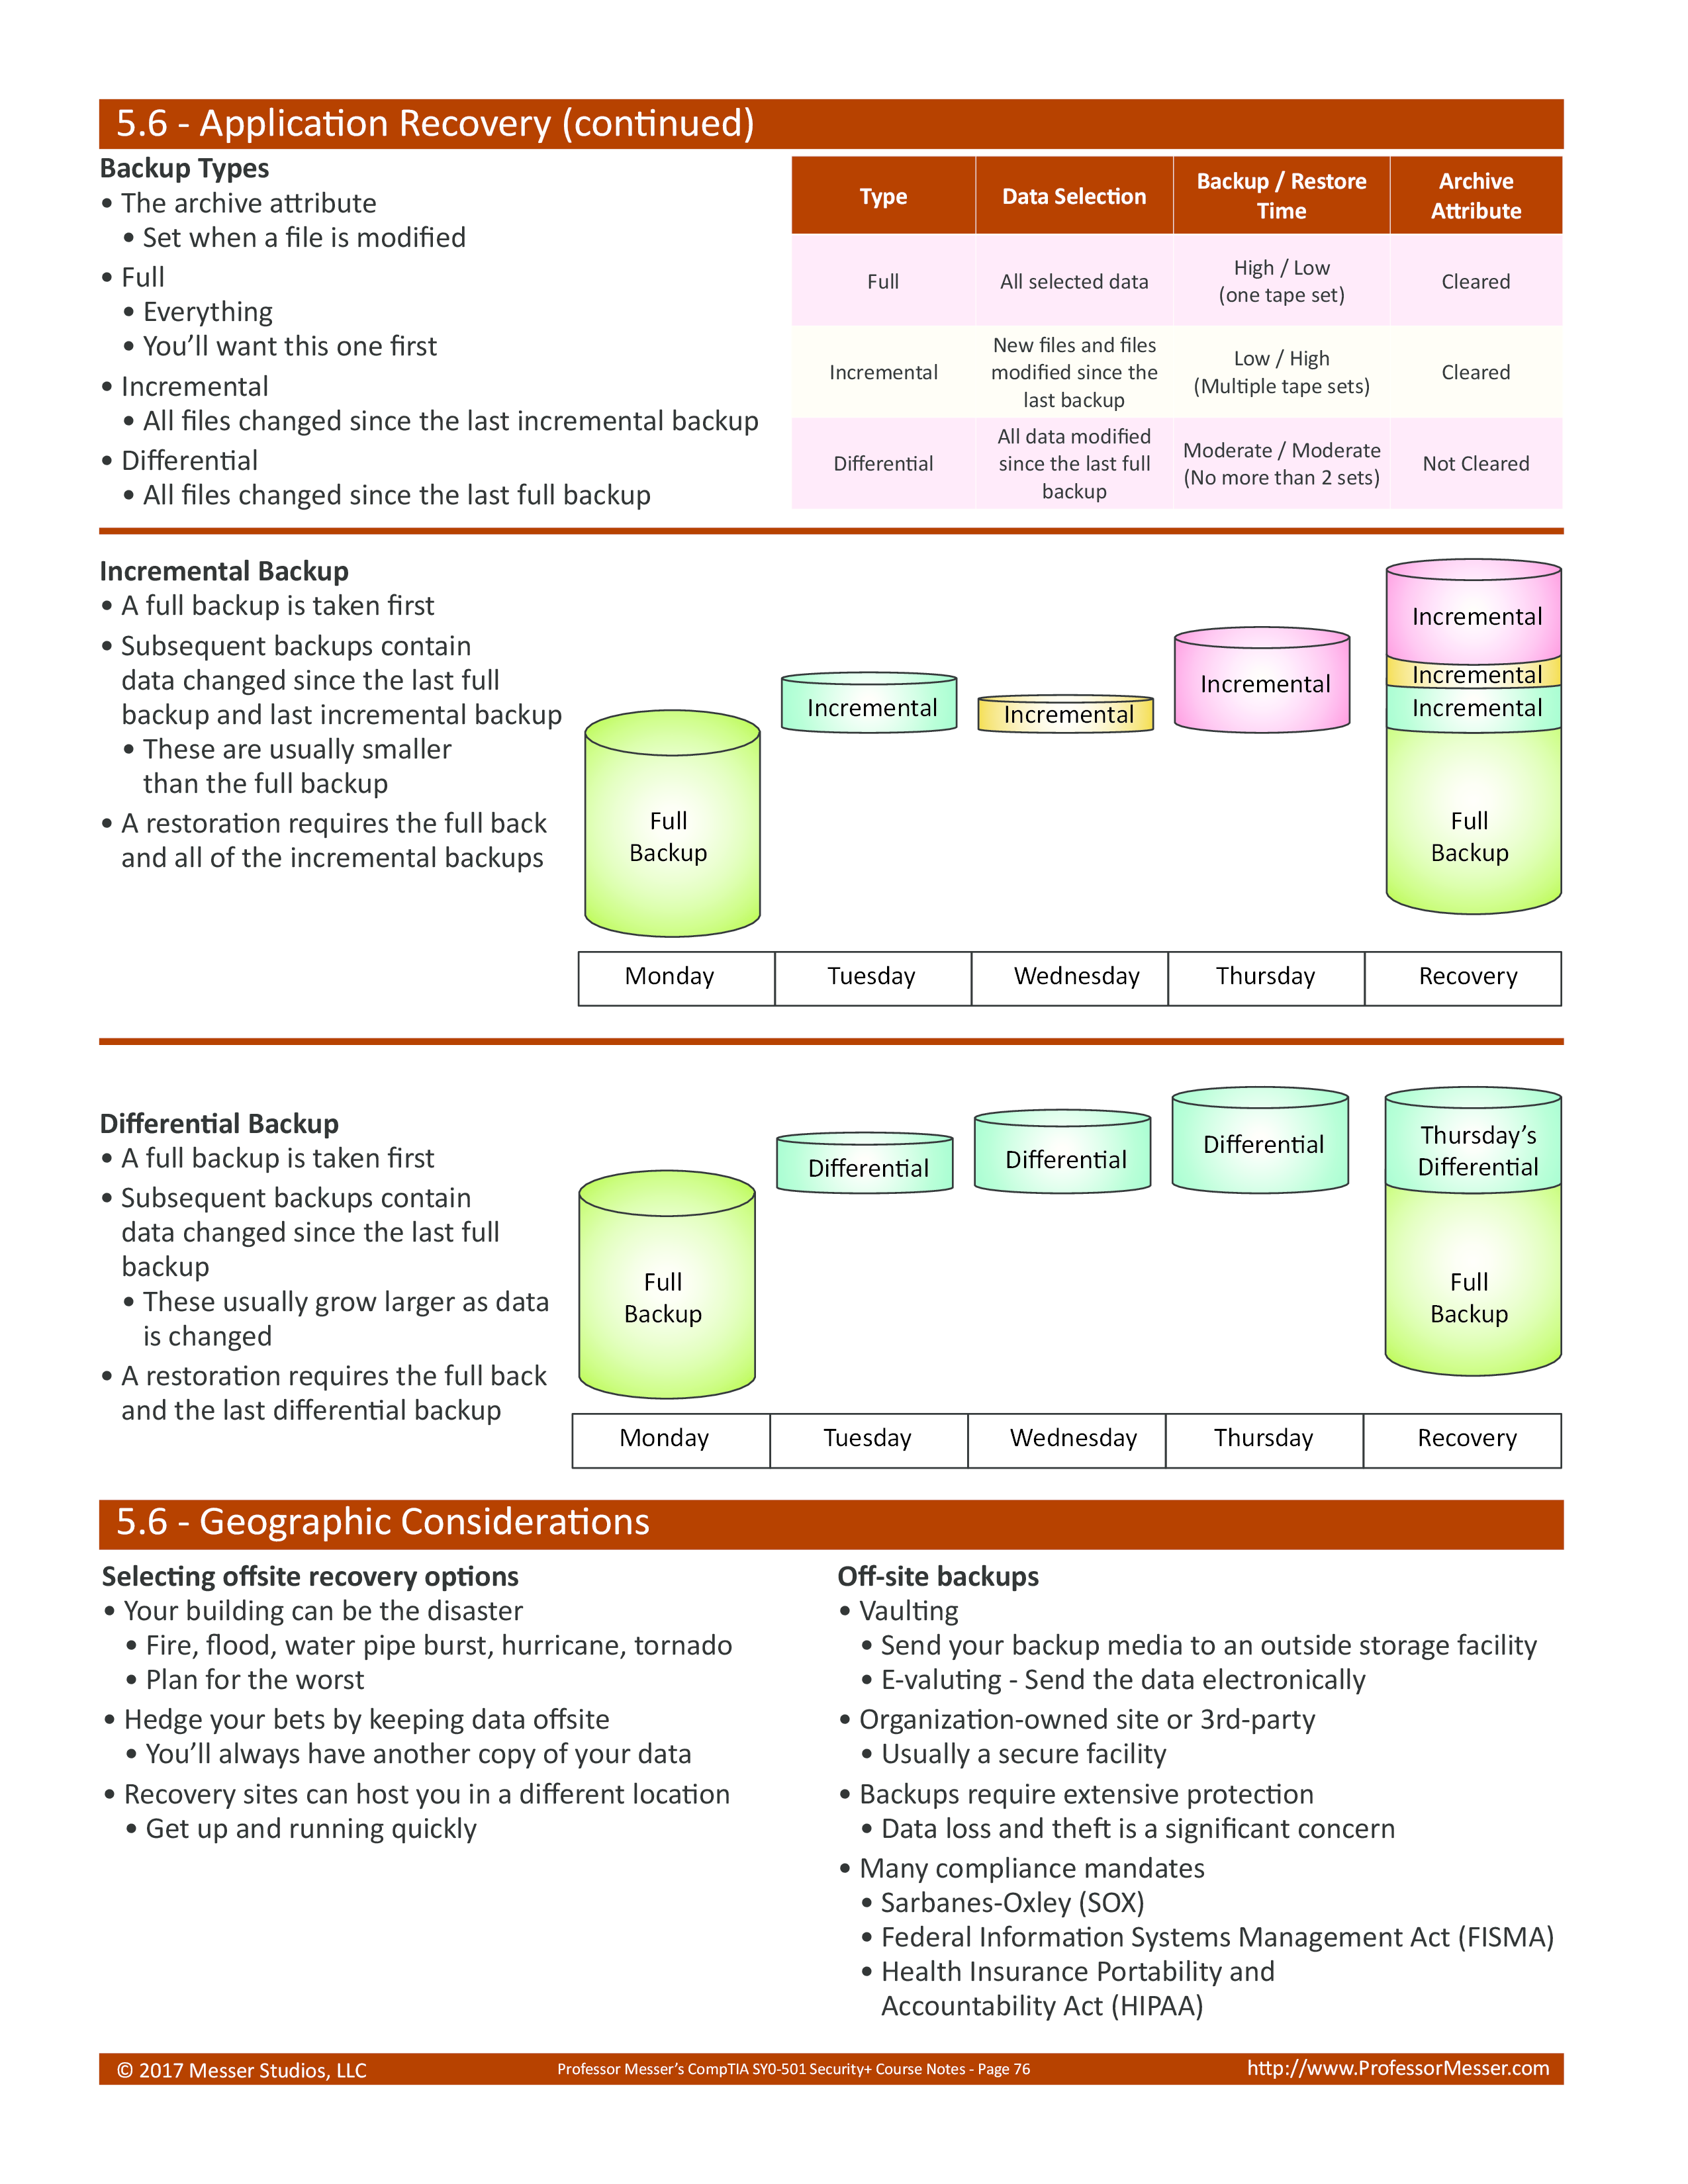 5.6 - Application Recovery (continued)
Backup Types
• The archive attribute
• Set when a file is modified
• Full
• Everything
• You’ll want this one first
• Incremental
• All files changed since the last incremental backup
• Differential
• All files changed since the last full backup
Type
Data Selection
Backup / Restore
Time
Archive
Attribute
Full
All selected data
High / Low
(one tape set)
Cleared
Incremental
New files and files
modified since the
last backup
Low / High
(Multiple tape sets)
Cleared
Differential
All data modified
since the last full
backup
Moderate / Moderate
(No more than 2 sets)
Not Cleared
Incremental Backup
• A full backup is taken first
• Subsequent backups contain
data changed since the last full
backup and last incremental backup
• These are usually smaller
than the full backup
• A restoration requires the full back
and all of the incremental backups
Full
Backup
Incremental
Incremental
Incremental
Incremental
Incremental
Incremental
Full
Backup
Monday
Tuesday
Wednesday
Thursday
Recovery
Differential Backup
• A full backup is taken first
• Subsequent backups contain
data changed since the last full
backup
• These usually grow larger as data
is changed
• A restoration requires the full back
and the last differential backup
Full
Backup
Differential
Differential
Differential
Thursday’s
Differential
Full
Backup
Monday
Tuesday
Wednesday
Thursday
Recovery
5.6 - Geographic Considerations
Selecting offsite recovery options
• Your building can be the disaster
• Fire, flood, water pipe burst, hurricane, tornado
• Plan for the worst
• Hedge your bets by keeping data offsite
• You’ll always have another copy of your data
• Recovery sites can host you in a different location
• Get up and running quickly
Off-site backups
• Vaulting
• Send your backup media to an outside storage facility
• E-valuting - Send the data electronically
• Organization-owned site or 3rd-party
• Usually a secure facility
• Backups require extensive protection
• Data loss and theft is a significant concern
• Many compliance mandates
• Sarbanes-Oxley (SOX)
• Federal Information Systems Management Act (FISMA)
• Health Insurance Portability and
Accountability Act (HIPAA)
© 2017 Messer Studios, LLC
Professor Messer’s CompTIA SY0-501 Security+ Course Notes - Page 76
http://www.ProfessorMesser.com